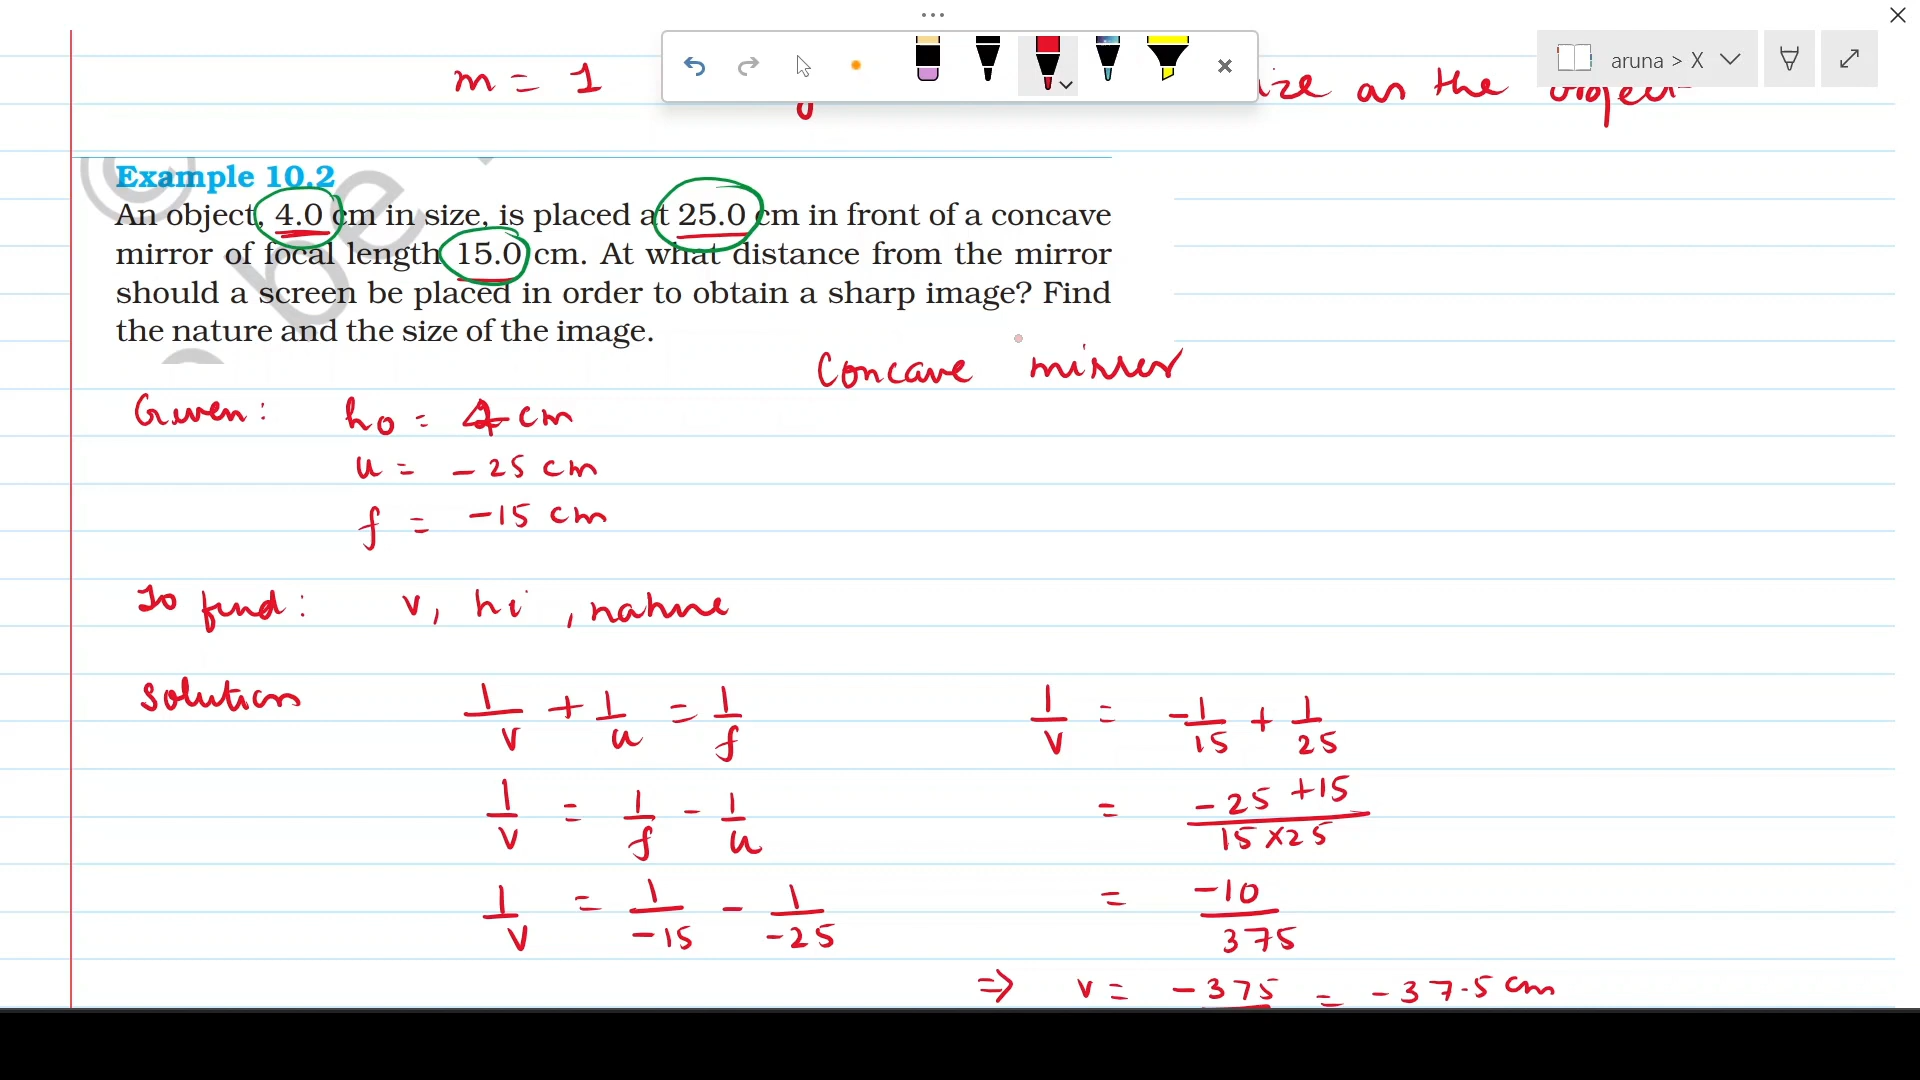 aruna > X
m = 1
ize as the object
Example 10.2
An object, 4.0 cm in size, is placed at 25.0 cm in front of a concave
mirror of focal length 15.0 cm. At what distance from the mirror
should a screen be placed in order to obtain a sharp image? Find
the nature and the size of the image.
Concave mirror
Given: ho = 4 cm
u = -25 cm
f = -15 cm
To find: v, hi, nature
Solution
1/v + 1/u = 1/f
1/v = 1/f - 1/u
1/v = 1/-15 - 1/-25
1/v = -1/15 + 1/25
= -25 +15 / 15×25
= -10/375
⇒ v = -375 = -37.5 cm